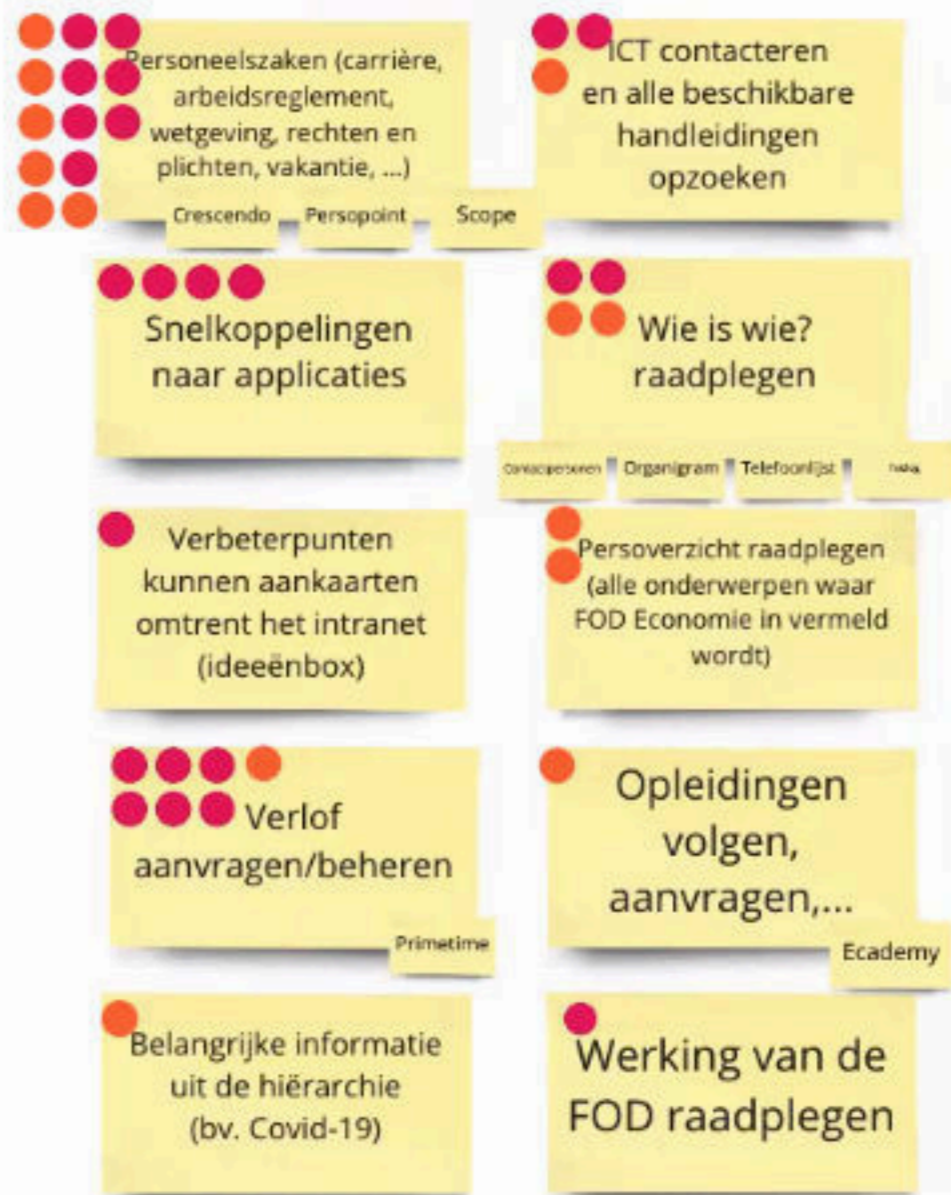 Personeelszaken (carrière,
arbeidsreglement,
wetgeving, rechten en
plichten, vakantie, ...)
Crescendo
Persopoint
Scope
ICT contacteren
en alle beschikbare
handleidingen
opzoeken
Snelkoppelingen
naar applicaties
Wie is wie?
raadplegen
Contactpersonen
Organigram
Telefoonlijst
Verbeterpunten
kunnen aankaarten
omtrent het intranet
(ideeënbox)
Persoverzicht raadplegen
(alle onderwerpen waar
FOD Economie in vermeld
wordt)
Verlof
aanvragen/beheren
Primetime
Opleidingen
volgen,
aanvragen,...
Ecademy
Belangrijke informatie
uit de hiërarchie
(bv. Covid-19)
Werking van de
FOD raadplegen